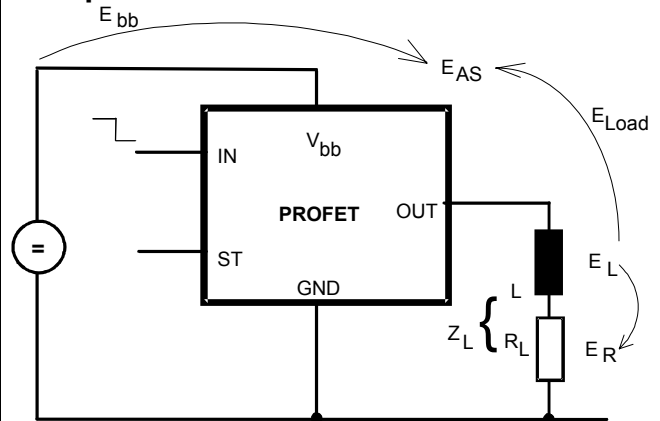 E bb
E AS
E Load
IN
V bb
PROFET
OUT
=
ST
GND
L
E L
Z L {
R L
E R